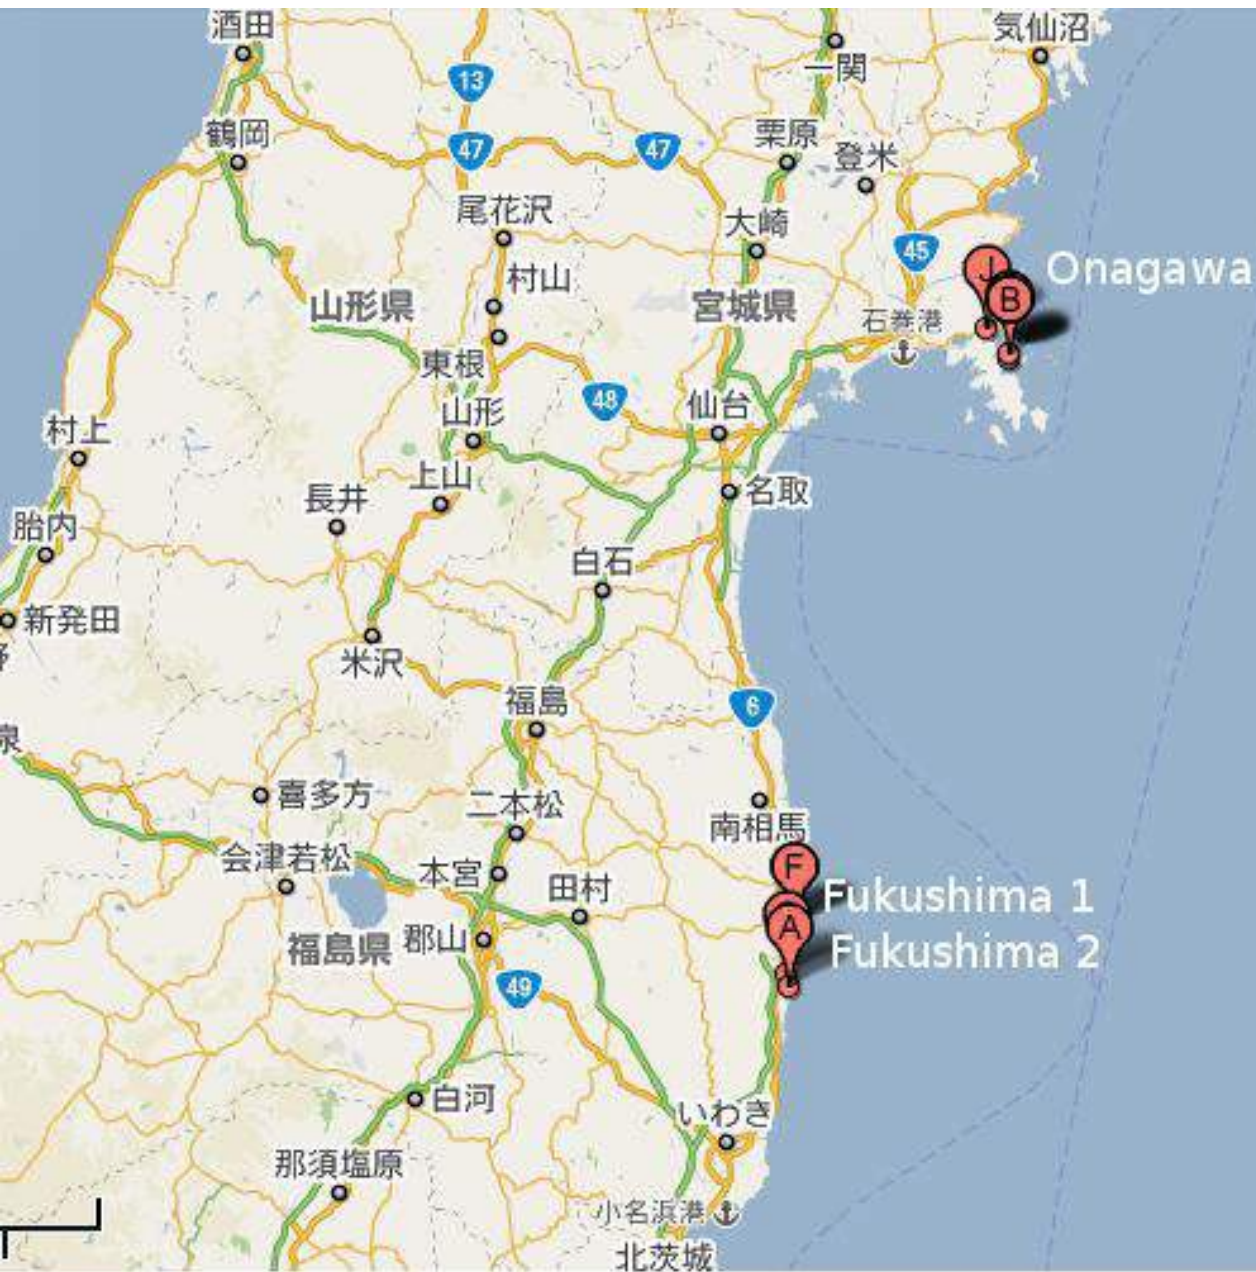 酒田
13
一関
気仙沼
鶴岡
47
47
栗原
登米
尾花沢
大崎
45
J
Onagawa
村山
B
山形県
宮城県
石巻港
東根
48
仙台
山形
村上
上山
長井
名取
胎内
白石
新発田
米沢
福島
6
喜多方
二本松
南相馬
会津若松
本宮
田村
F
Fukushima 1
A
Fukushima 2
福島県
郡山
49
白河
いわき
那須塩原
小名浜港
北茨城